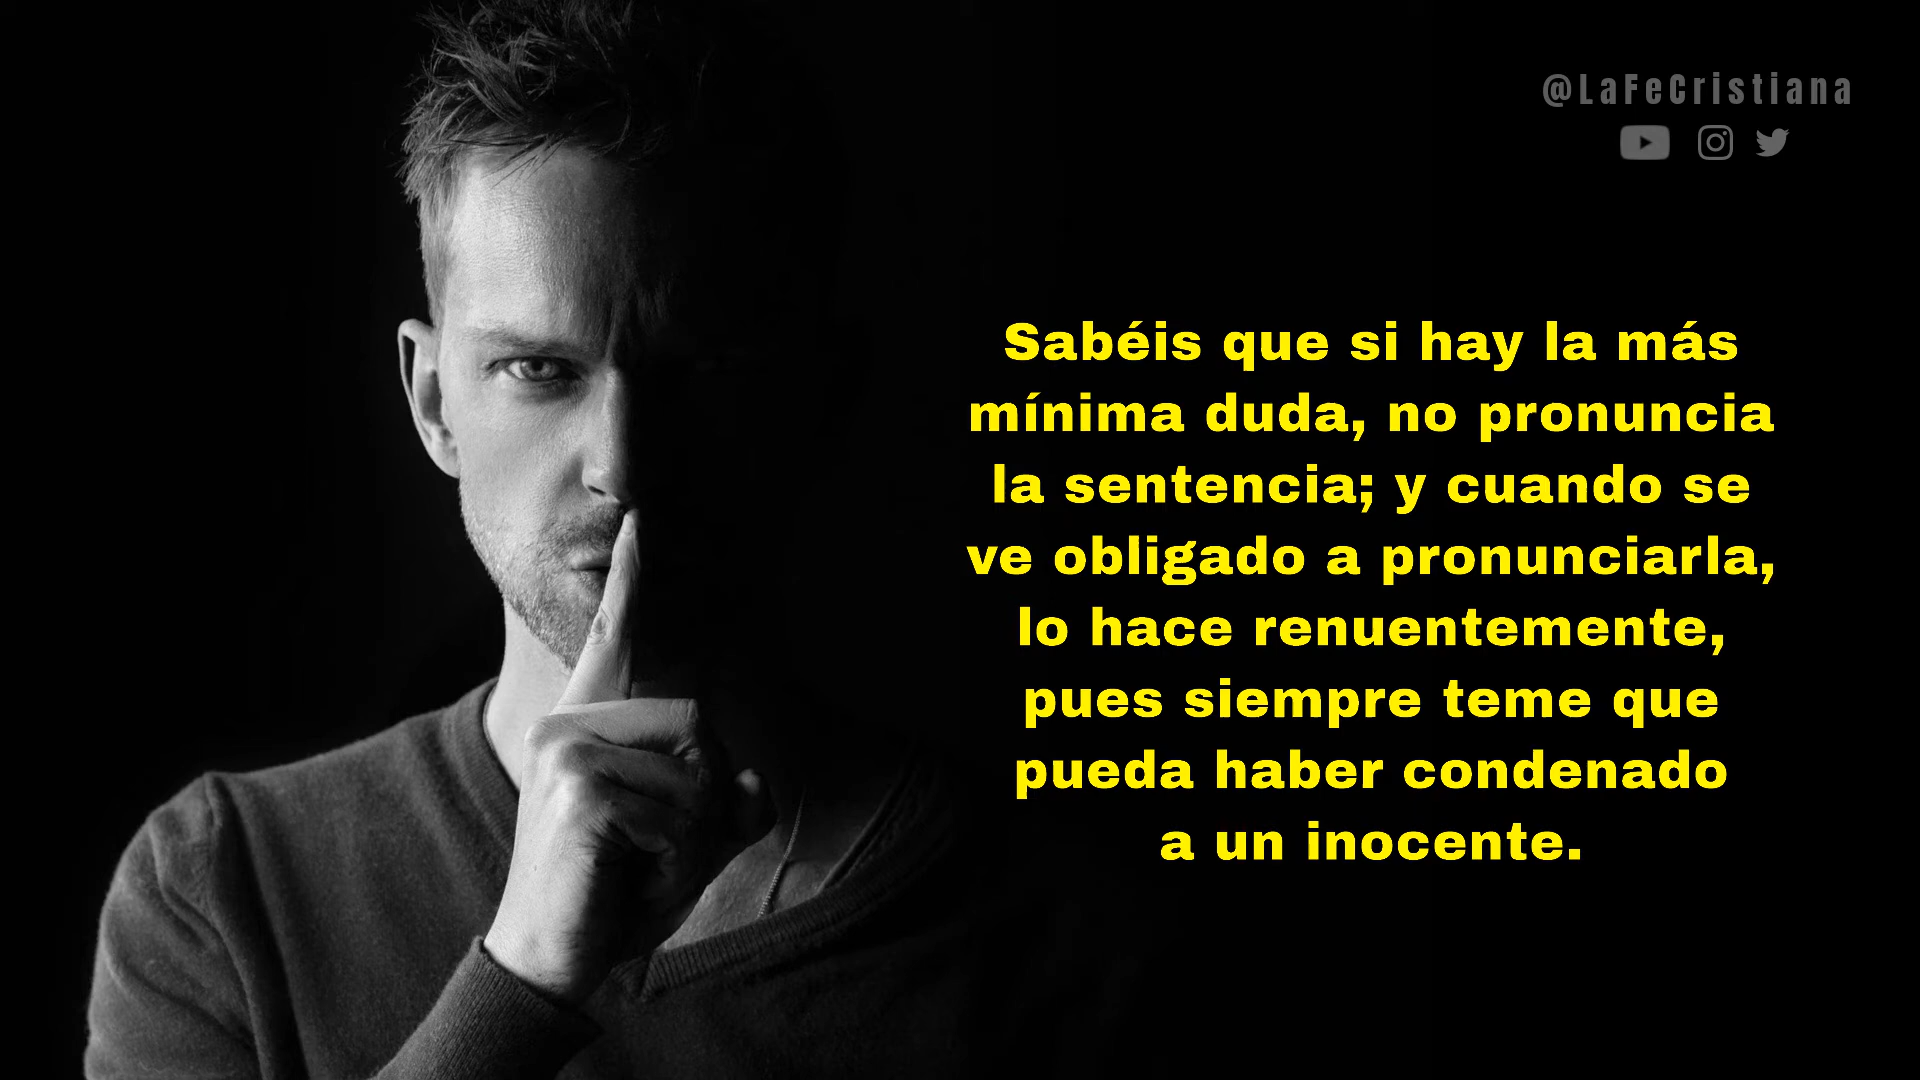 @LaFeCristiana
Sabéis que si hay la más
mínima duda, no pronuncia
la sentencia; y cuando se
ve obligado a pronunciarla,
lo hace renuentemente,
pues siempre teme que
pueda haber condenado
a un inocente.